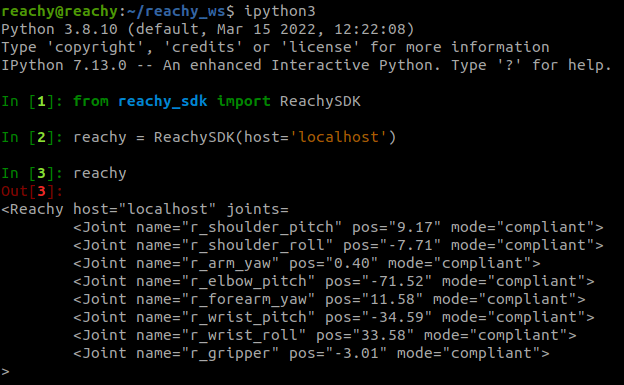 reachy@reachy:~/reachy_ws$ ipython3
Python 3.8.10 (default, Mar 15 2022, 12:22:08)
Type 'copyright', 'credits' or 'license' for more information
IPython 7.13.0 -- An enhanced Interactive Python. Type '?' for help.
In [1]: from reachy_sdk import ReachySDK
In [2]: reachy = ReachySDK(host='localhost')
In [3]: reachy
Out[3]:
<Reachy host="localhost" joints=
<Joint name="r_shoulder_pitch" pos="9.17" mode="compliant">
<Joint name="r_shoulder_roll" pos="-7.71" mode="compliant">
<Joint name="r_arm_yaw" pos="0.40" mode="compliant">
<Joint name="r_elbow_pitch" pos="-71.52" mode="compliant">
<Joint name="r_forearm_yaw" pos="11.58" mode="compliant">
<Joint name="r_wrist_pitch" pos="-34.59" mode="compliant">
<Joint name="r_wrist_roll" pos="33.58" mode="compliant">
<Joint name="r_gripper" pos="-3.01" mode="compliant">
>